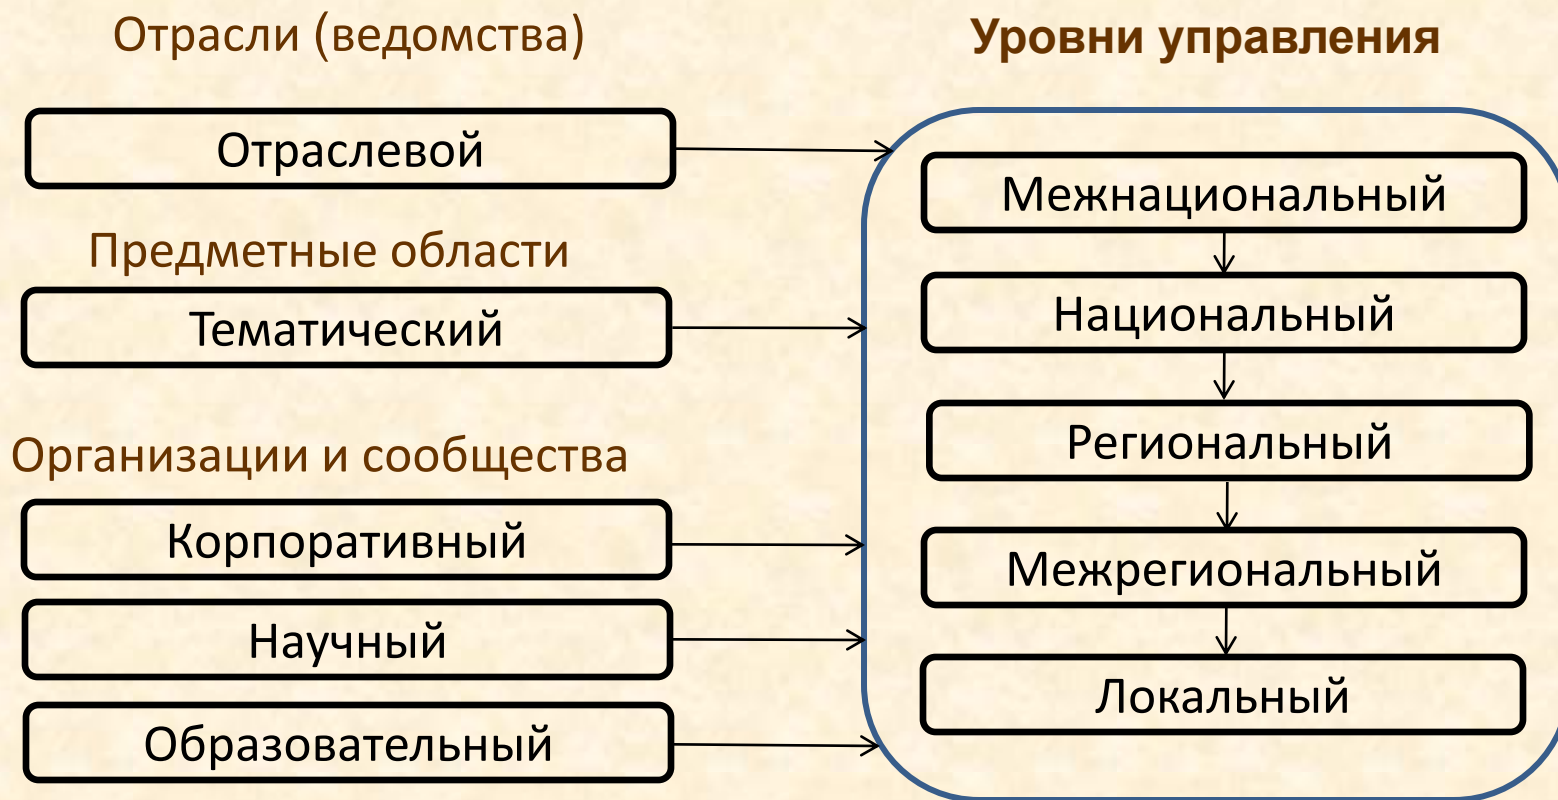 Отрасли (ведомства)
Отраслевой
Предметные области
Тематический
Организации и сообщества
Корпоративный
Научный
Образовательный
Уровни управления
Межнациональный
Национальный
Региональный
Межрегиональный
Локальный